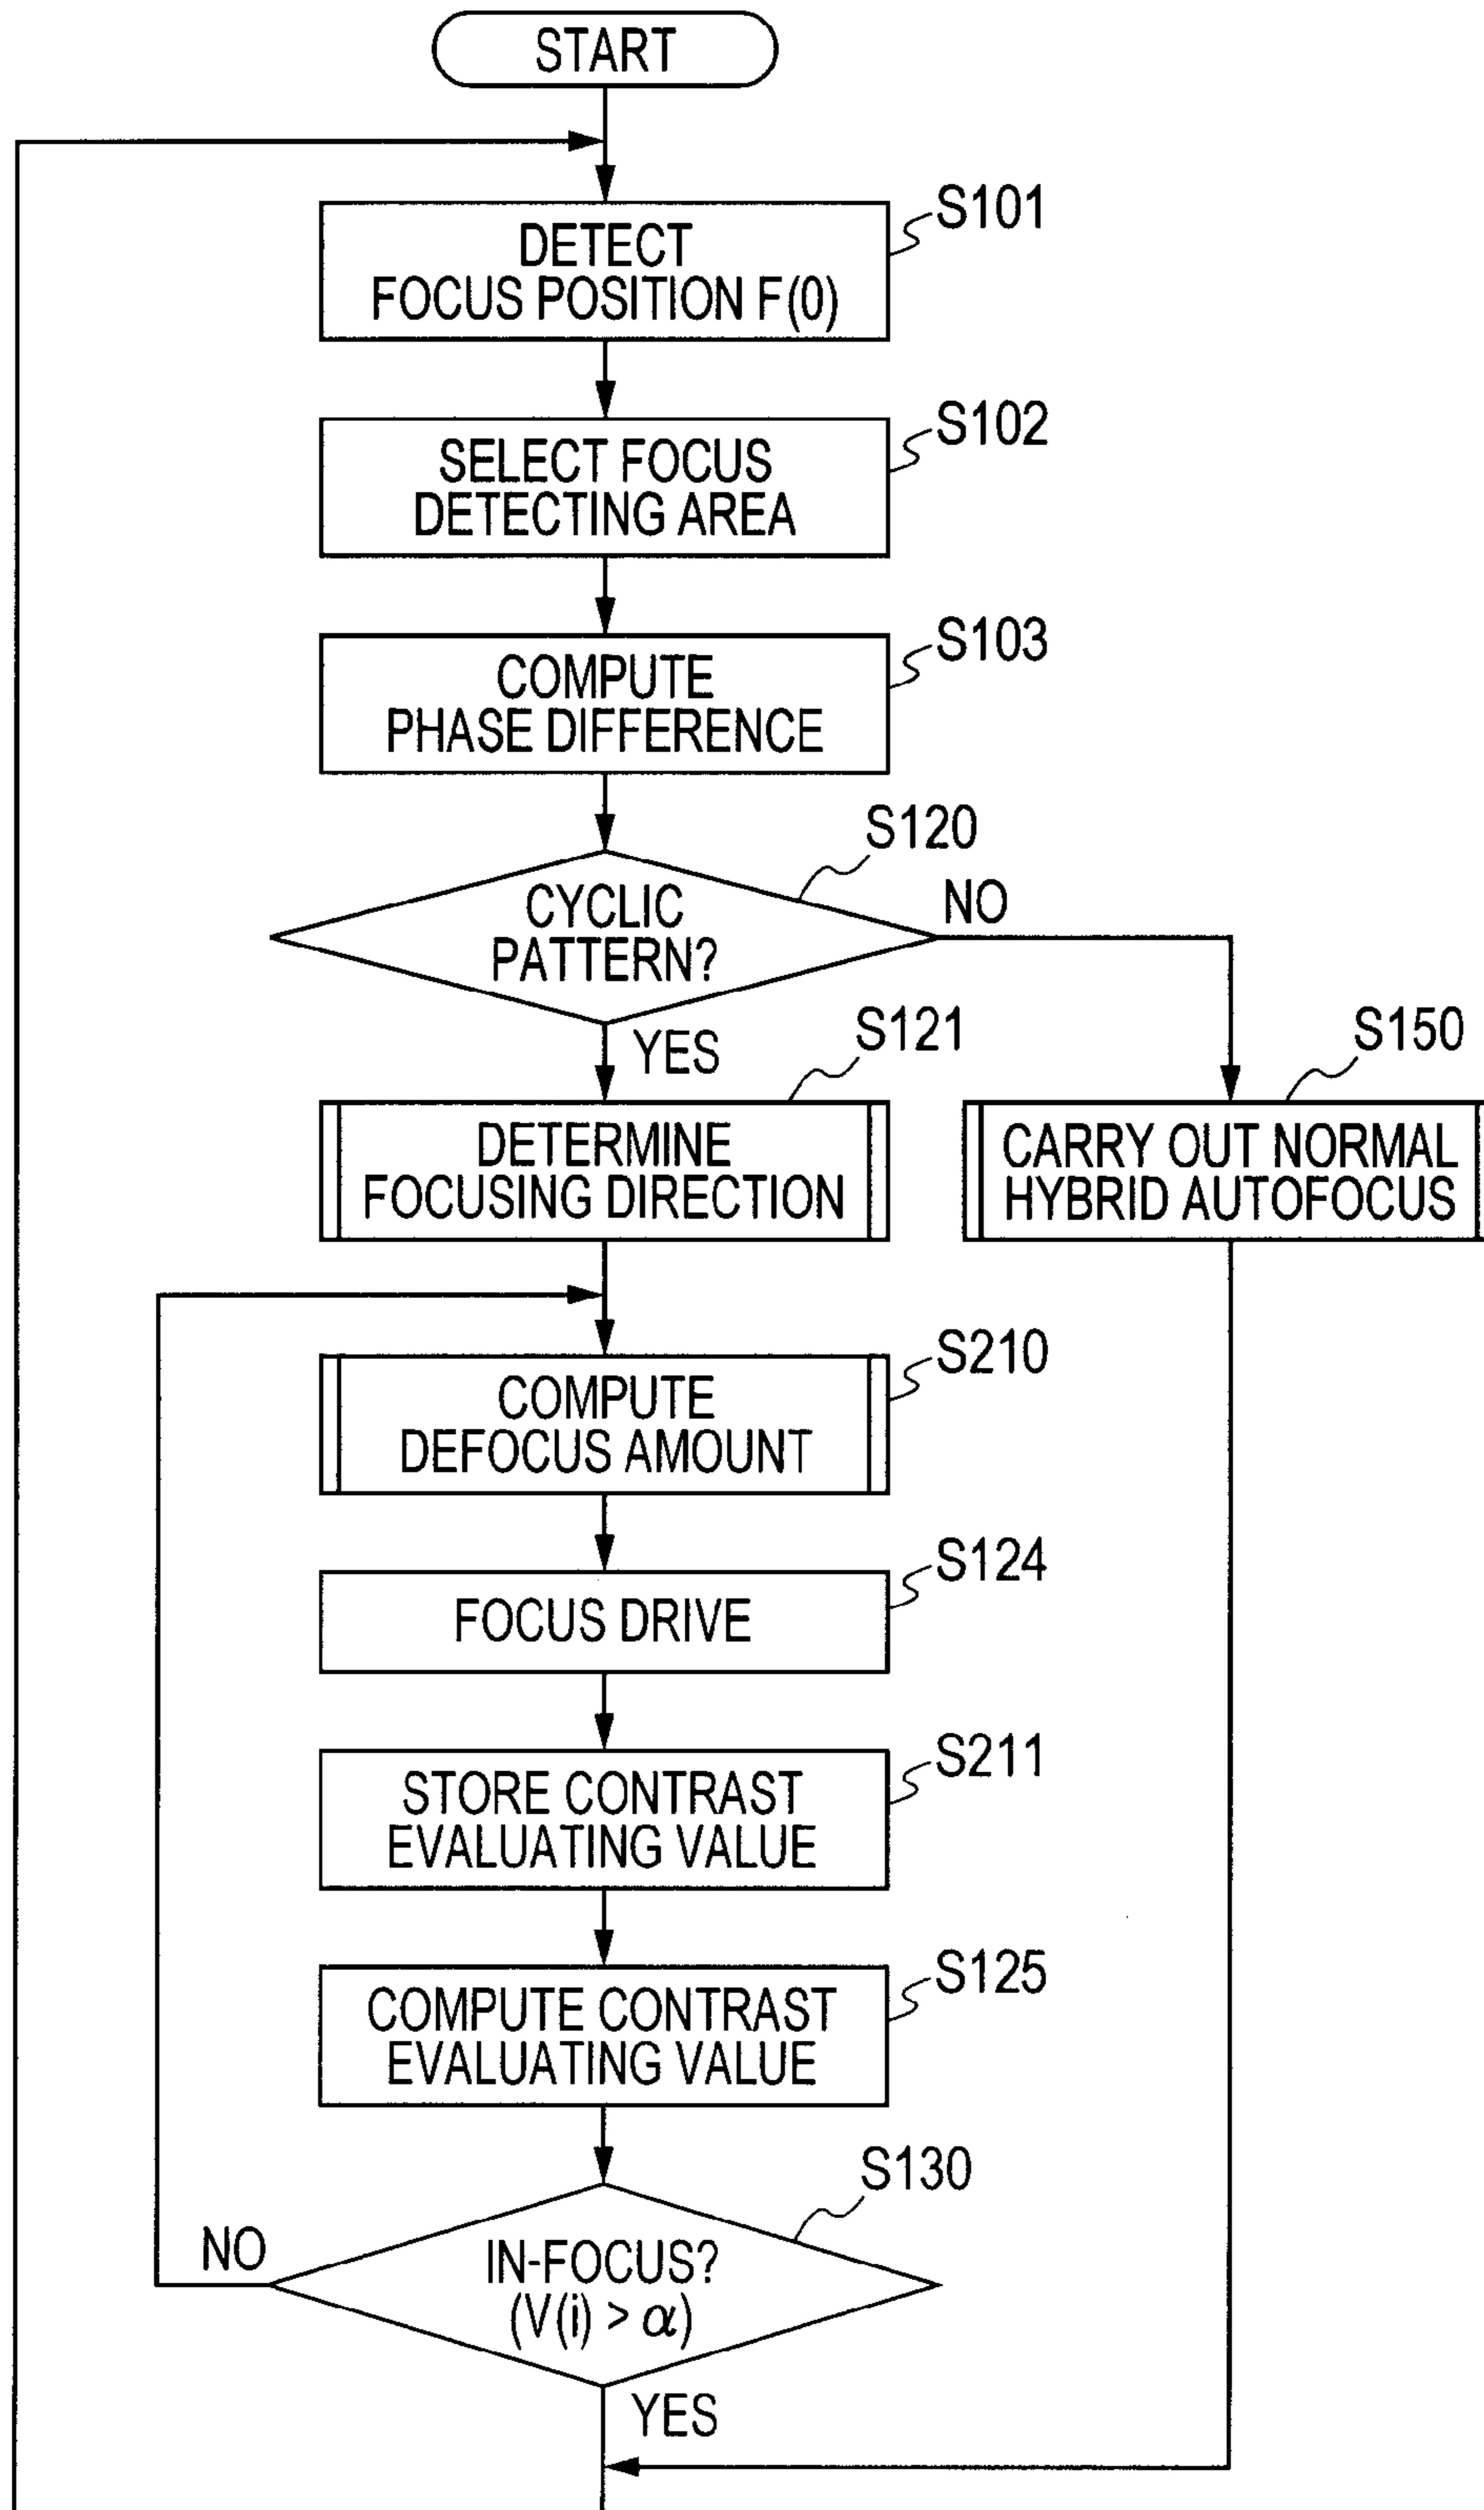 START
S101
DETECT
FOCUS POSITION F(0)
S102
SELECT FOCUS
DETECTING AREA
S103
COMPUTE
PHASE DIFFERENCE
S120
CYCLIC
PATTERN?
NO
YES
S121
S150
DETERMINE
FOCUSING DIRECTION
CARRY OUT NORMAL
HYBRID AUTOFOCUS
S210
COMPUTE
DEFOCUS AMOUNT
S124
FOCUS DRIVE
S211
STORE CONTRAST
EVALUATING VALUE
S125
COMPUTE CONTRAST
EVALUATING VALUE
S130
NO
IN-FOCUS?
(V(i) > α)
YES